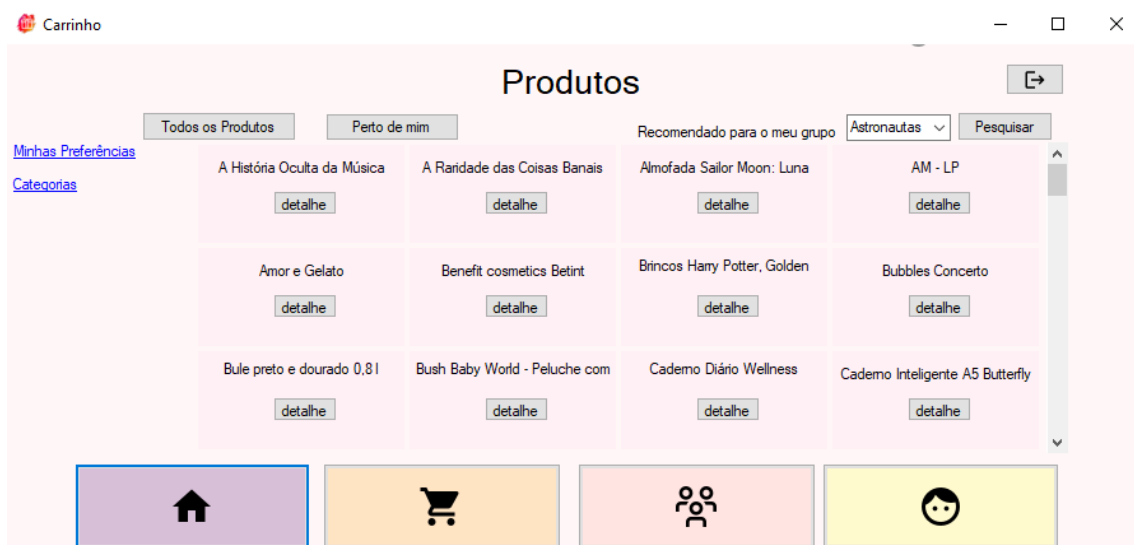 Carrinho
Produtos
Todos os Produtos
Perto de mim
Recomendado para o meu grupo
Astronautas
Pesquisar
Minhas Preferências
Categorias
A História Oculta da Música
A Raridade das Coisas Banais
Almofada Sailor Moon: Luna
AM - LP
detalhe
detalhe
detalhe
detalhe
Amor e Gelato
Benefit cosmetics Betint
Brincos Harry Potter, Golden
Bubbles Concerto
detalhe
detalhe
detalhe
detalhe
Bule preto e dourado 0,8 l
Bush Baby World - Peluche com
Caderno Diário Wellness
Caderno Inteligente A5 Butterfly
detalhe
detalhe
detalhe
detalhe